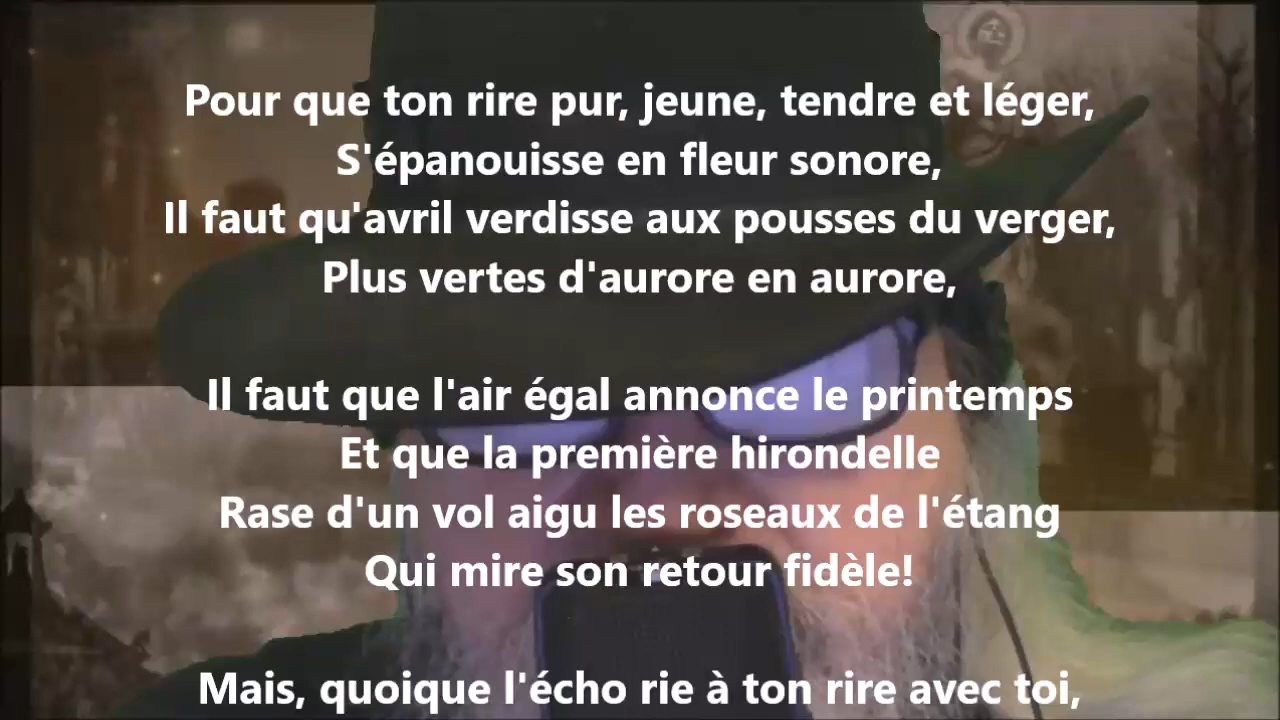 Pour que ton rire pur, jeune, tendre et léger,
S'épanouisse en fleur sonore,
Il faut qu'avril verdisse aux pousses du verger,
Plus vertes d'aurore en aurore,
Il faut que l'air égal annonce le printemps
Et que la première hirondelle
Rase d'un vol aigu les roseaux de l'étang
Qui mire son retour fidèle!
Mais, quoique l'écho rie à ton rire avec toi,